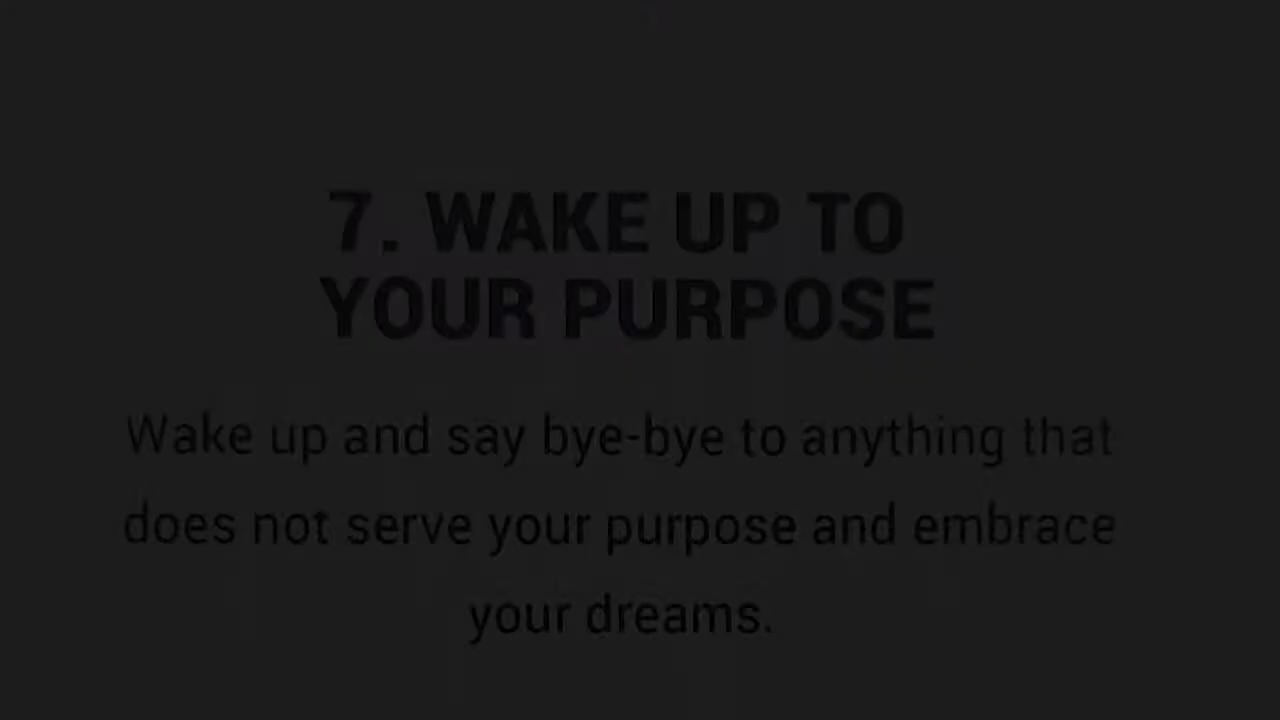 7. WAKE UP TO
YOUR PURPOSE
Wake up and say bye-bye to anything that
does not serve your purpose and embrace
your dreams.